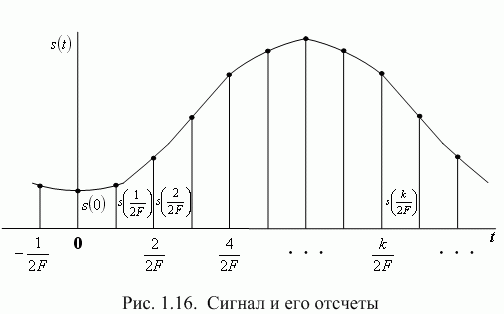 s(t)
s(0) s(1/2F) s(2/2F) s(k/2F)
-1/2F 0 2/2F 4/2F . . . k/2F . . . t
Рис. 1.16. Сигнал и его отсчеты